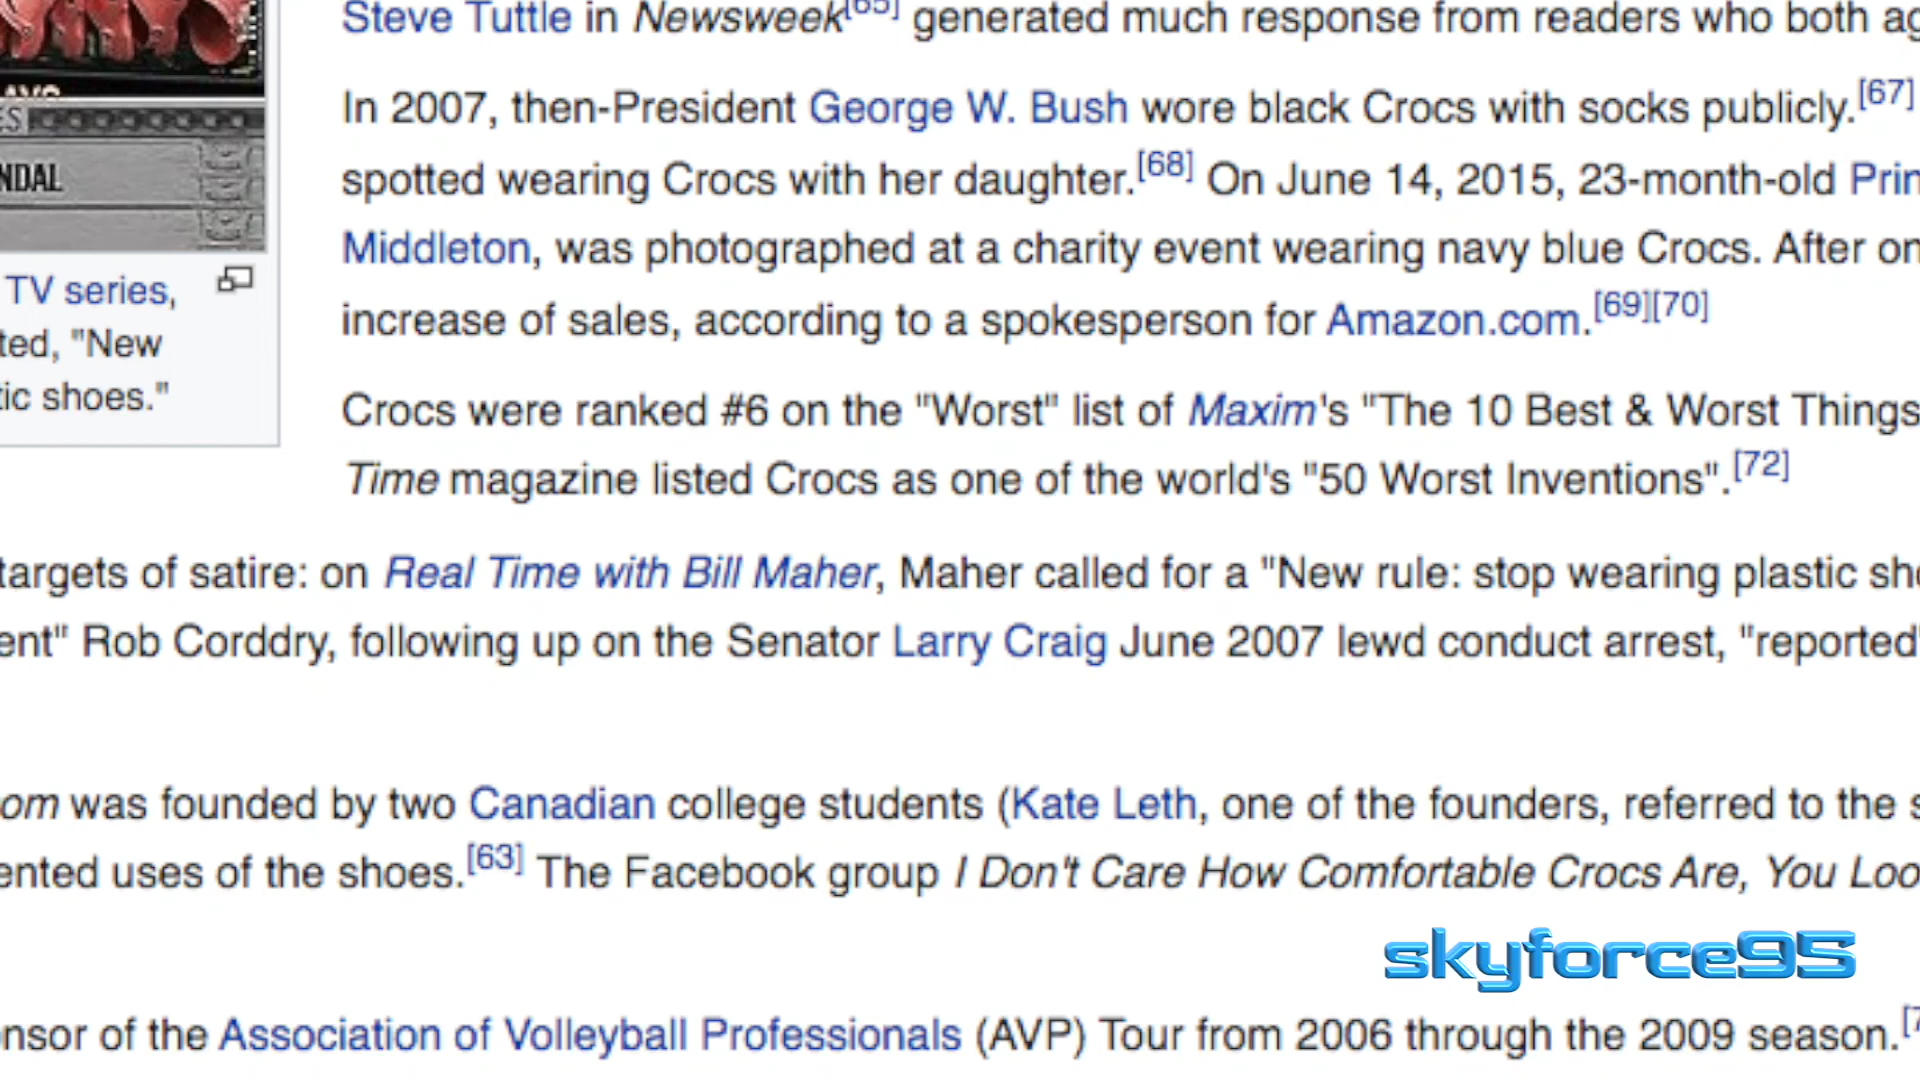 Steve Tuttle in Newsweek[65] generated much response from readers who both
In 2007, then-President George W. Bush wore black Crocs with socks publicly.[67]
spotted wearing Crocs with her daughter.[68] On June 14, 2015, 23-month-old Prin
Middleton, was photographed at a charity event wearing navy blue Crocs. After on
increase of sales, according to a spokesperson for Amazon.com.[69][70]
NDAL
TV series,
ted, "New
tic shoes."
Crocs were ranked #6 on the "Worst" list of Maxim's "The 10 Best & Worst Things
Time magazine listed Crocs as one of the world's "50 Worst Inventions".[72]
targets of satire: on Real Time with Bill Maher, Maher called for a "New rule: stop wearing plastic sho
ent" Rob Corddry, following up on the Senator Larry Craig June 2007 lewd conduct arrest, "reported"
om was founded by two Canadian college students (Kate Leth, one of the founders, referred to the s
ented uses of the shoes.[63] The Facebook group I Don't Care How Comfortable Crocs Are, You Loo
skyforce95
nsor of the Association of Volleyball Professionals (AVP) Tour from 2006 through the 2009 season.[7